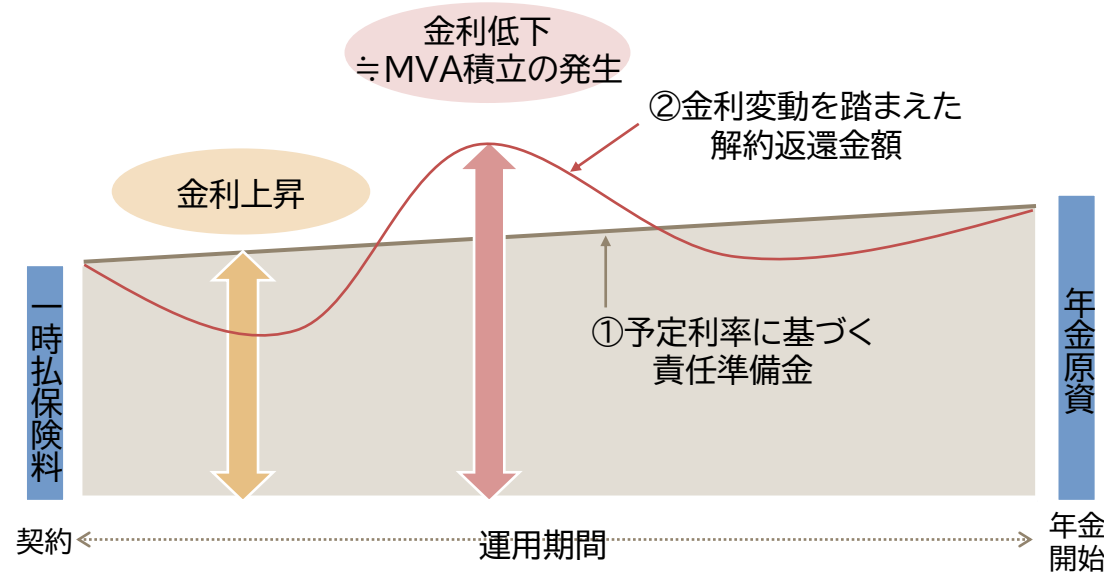 金利低下
≒MVA積立の発生
②金利変動を踏まえた
解約返還金額
金利上昇
①予定利率に基づく
責任準備金
一時払保険料
年金原資
契約
運用期間
年金
開始